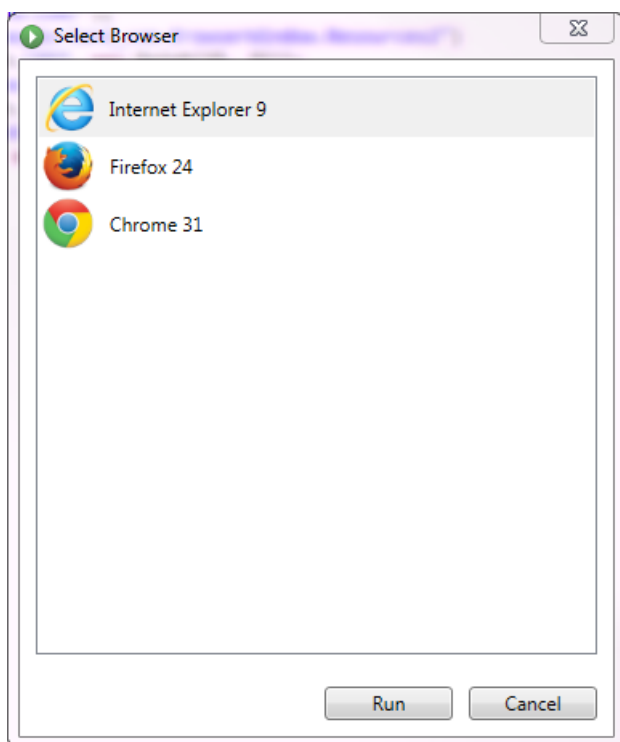 Select Browser
Internet Explorer 9
Firefox 24
Chrome 31
Run
Cancel